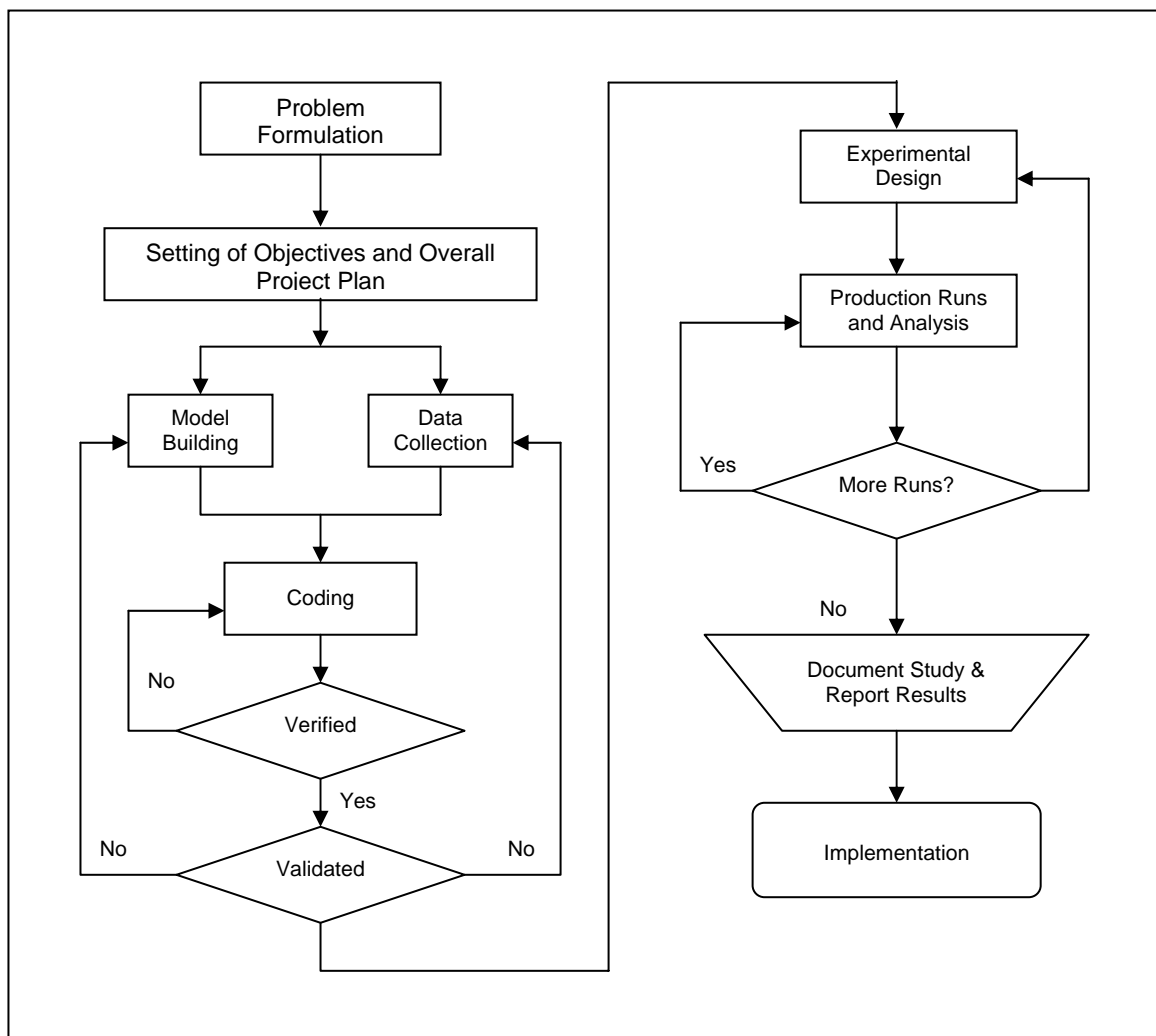 Problem
Formulation
Setting of Objectives and Overall
Project Plan
Model
Building
Data
Collection
Coding
No
Verified
Yes
No
Validated
No
Experimental
Design
Production Runs
and Analysis
Yes
More Runs?
No
Document Study &
Report Results
Implementation